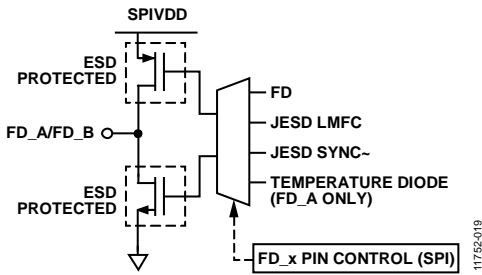 SPIVDD
ESD
PROTECTED
FD
JESD LMFC
FD_A/FD_B
JESD SYNC~
ESD
PROTECTED
TEMPERATURE DIODE
(FD_A ONLY)
FD_x PIN CONTROL (SPI)
11752-019